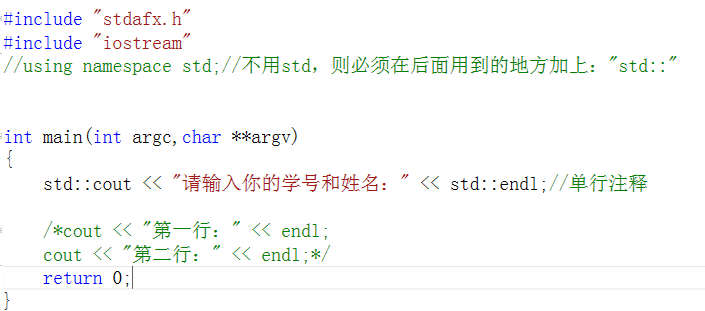 #include "stdafx.h"
#include "iostream"
//using namespace std;//不用std，则必须在后面用到的地方加上："std::"
int main(int argc,char **argv)
{
std::cout << "请输入你的学号和姓名：" << std::endl;//单行注释
/*cout << "第一行：" << endl;
cout << "第二行：" << endl;*/
return 0;
}